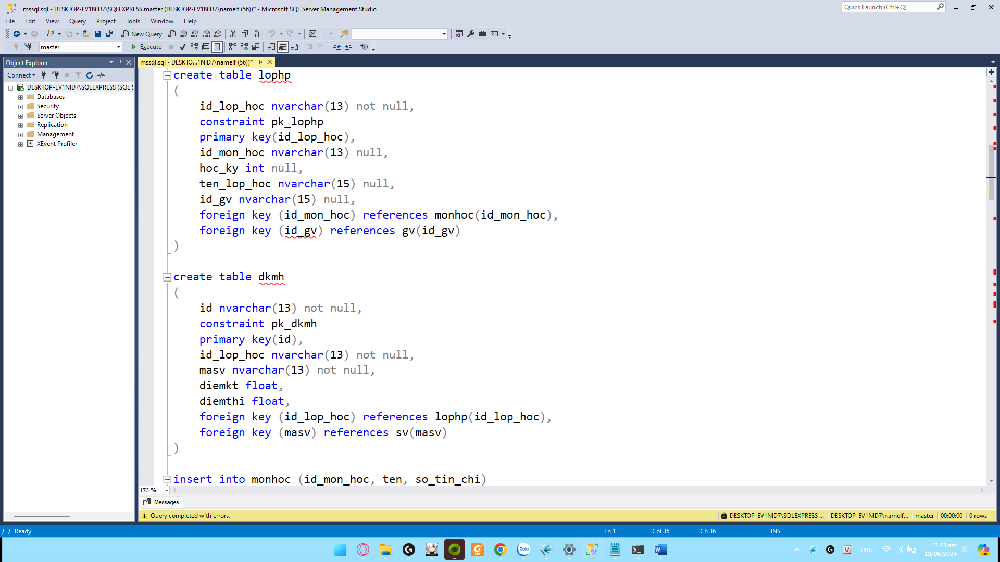 mssql.sql - DESKTOP-EV1NID7\SQLEXPRESS.master (DESKTOP-EV1NID7\namelf (56))* - Microsoft SQL Server Management Studio
Quick Launch (Ctrl+Q)
File Edit View Query Project Tools Window Help
New Query MDX DMX XMLA DAX
master Execute
Object Explorer
mssql.sql - DESKTO...1NID7\namelf (56))*
Connect
DESKTOP-EV1NID7\SQLEXPRESS (SQL S
Databases
Security
Server Objects
Replication
Management
XEvent Profiler
create table lophp
(
id_lop_hoc nvarchar(13) not null,
constraint pk_lophp
primary key(id_lop_hoc),
id_mon_hoc nvarchar(13) null,
hoc_ky int null,
ten_lop_hoc nvarchar(15) null,
id_gv nvarchar(15) null,
foreign key (id_mon_hoc) references monhoc(id_mon_hoc),
foreign key (id_gv) references gv(id_gv)
)
create table dkmh
(
id nvarchar(13) not null,
constraint pk_dkmh
primary key(id),
id_lop_hoc nvarchar(13) not null,
masv nvarchar(13) not null,
diemkt float,
diemthi float,
foreign key (id_lop_hoc) references lophp(id_lop_hoc),
foreign key (masv) references sv(masv)
)
insert into monhoc (id_mon_hoc, ten, so_tin_chi)
176 %
Messages
Query completed with errors.
DESKTOP-EV1NID7\SQLEXPRESS ... DESKTOP-EV1NID7\namelf... master 00:00:00 0 rows
Ready Ln 1 Col 36 Ch 36 INS
Zalo
ENG
12:13 am
19/06/2024
PRE